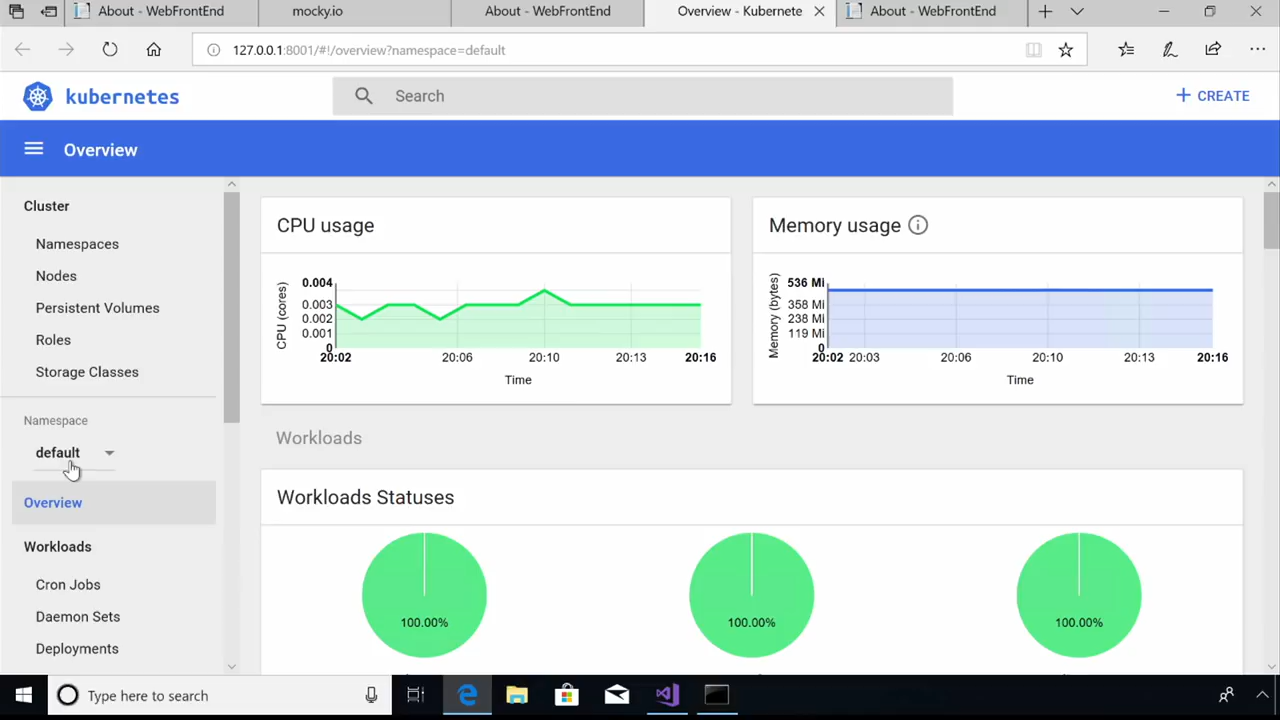 About - WebFrontEnd
mocky.io
About - WebFrontEnd
Overview - Kubernete
About - WebFrontEnd
127.0.0.1:8001/#!/overview?namespace=default
kubernetes
Search
+ CREATE
Overview
Cluster
Namespaces
Nodes
Persistent Volumes
Roles
Storage Classes
Namespace
default
Overview
Workloads
Cron Jobs
Daemon Sets
Deployments
CPU usage
CPU (cores)
0.004
0.003
0.002
0.001
0
20:02 20:06 20:10 20:13 20:16
Time
Memory usage
Memory (bytes)
536 Mi
358 Mi
238 Mi
119 Mi
0
20:02 20:03 20:06 20:10 20:13 20:16
Time
Workloads
Workloads Statuses
100.00% 100.00% 100.00%
Type here to search